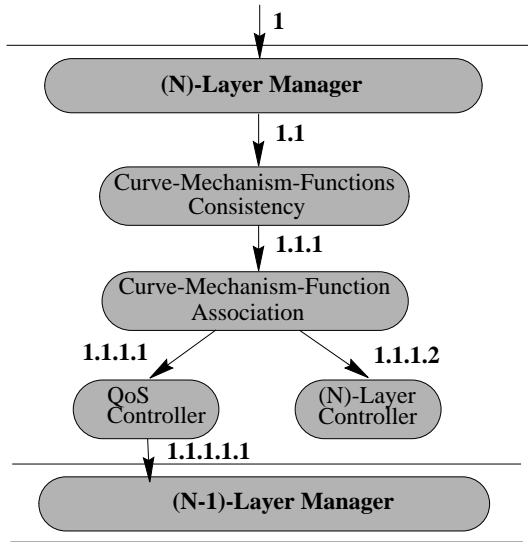 1
(N)-Layer Manager
1.1
Curve-Mechanism-Functions
Consistency
1.1.1
Curve-Mechanism-Function
Association
1.1.1.1
1.1.1.2
QoS
Controller
(N)-Layer
Controller
1.1.1.1.1
(N-1)-Layer Manager